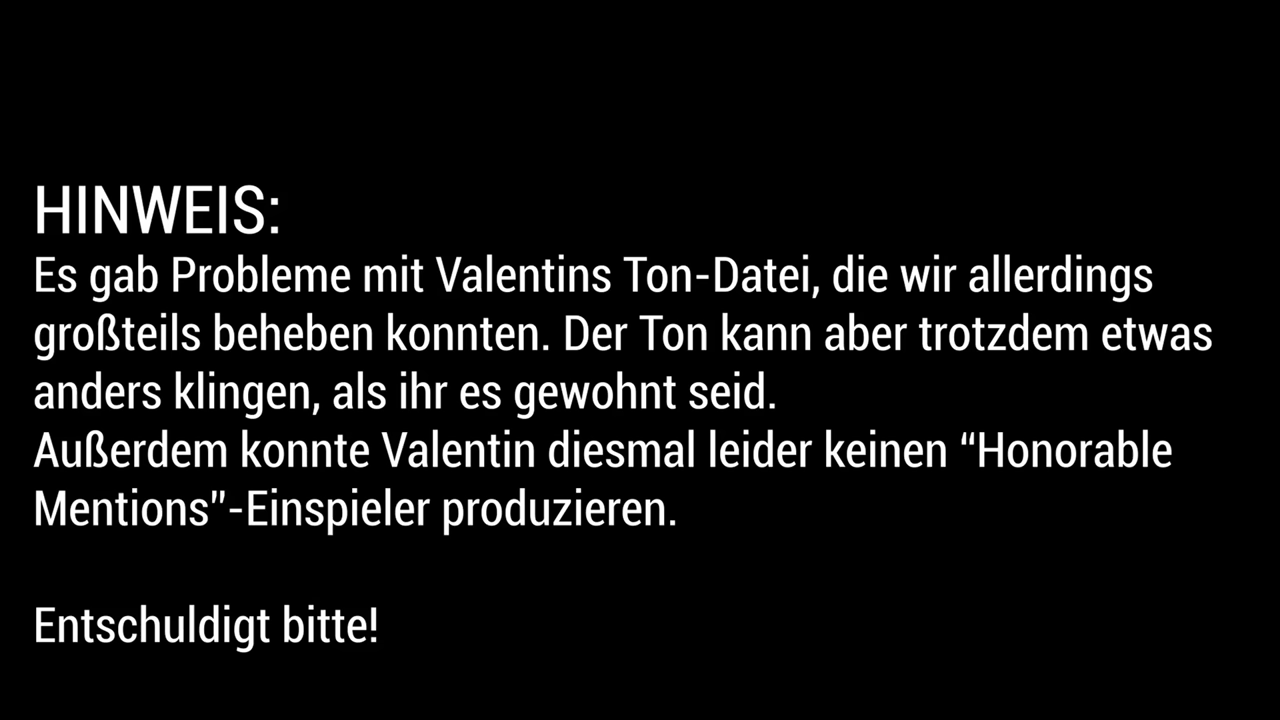 HINWEIS:
Es gab Probleme mit Valentins Ton-Datei, die wir allerdings
großteils beheben konnten. Der Ton kann aber trotzdem etwas
anders klingen, als ihr es gewohnt seid.
Außerdem konnte Valentin diesmal leider keinen “Honorable
Mentions”-Einspieler produzieren.
Entschuldigt bitte!